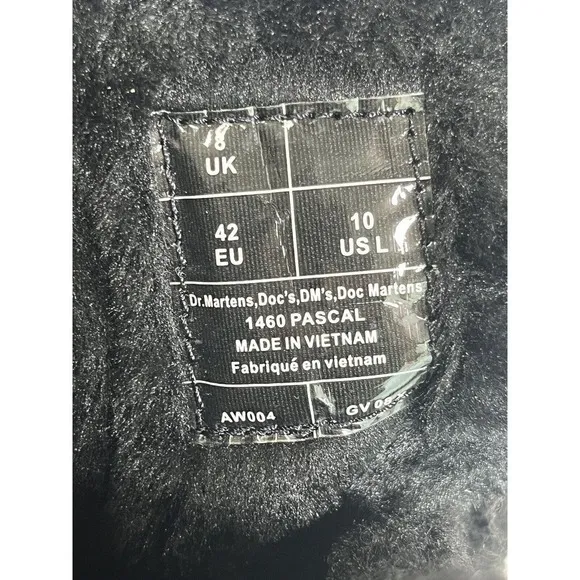 8
UK
42
EU
10
US L
Dr.Martens,Doc's,DM's,Doc Martens
1460 PASCAL
MADE IN VIETNAM
Fabriqué en vietnam
AW004
GV